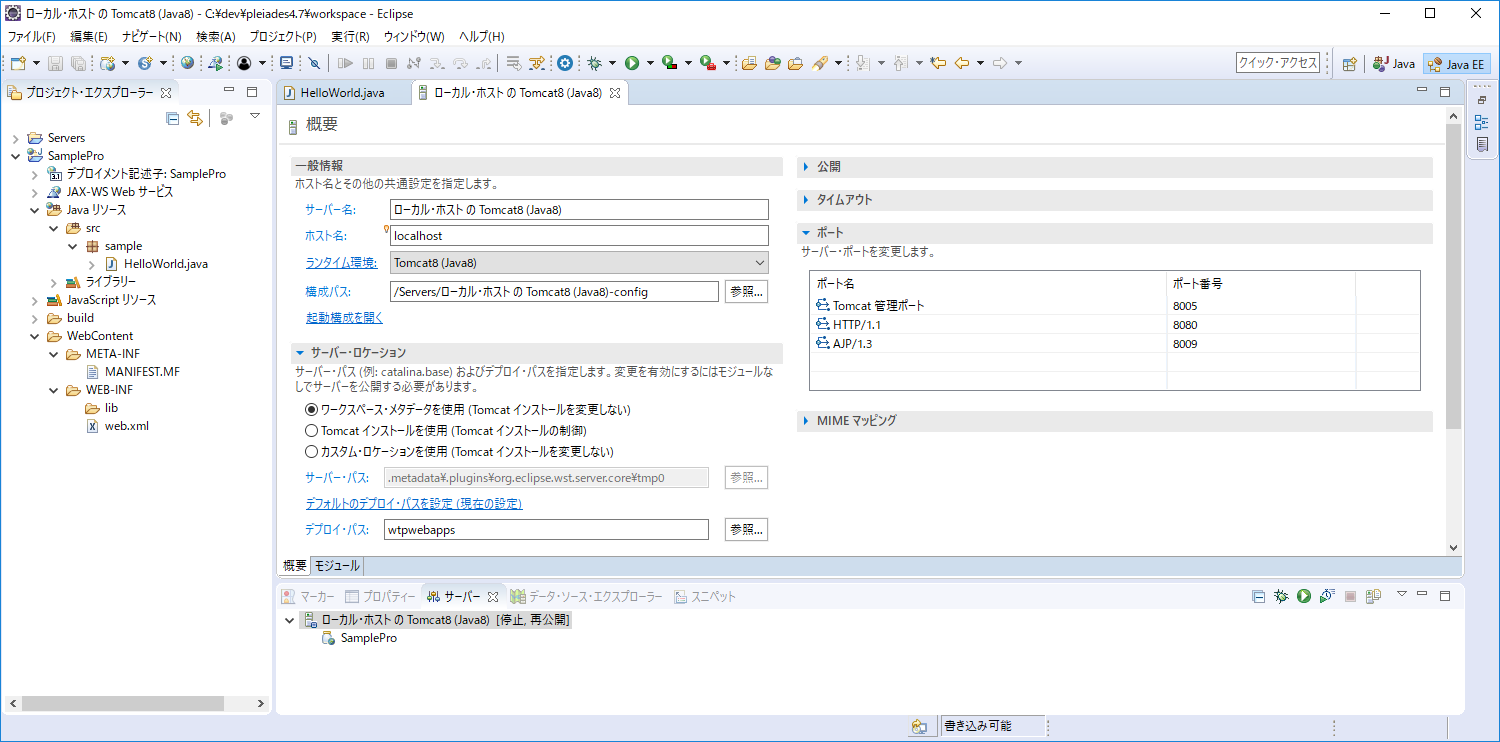 ローカル・ホスト の Tomcat8 (Java8) - C:¥dev¥pleiades4.7¥workspace - Eclipse
ファイル(F) 編集(E) ナビゲート(N) 検索(A) プロジェクト(P) 実行(R) ウィンドウ(W) ヘルプ(H)
クイック・アクセス Java Java EE
プロジェクト・エクスプローラー
Servers
SamplePro
デプロイメント記述子: SamplePro
JAX-WS Web サービス
Java リソース
src
sample
HelloWorld.java
ライブラリー
JavaScript リソース
build
WebContent
META-INF
MANIFEST.MF
WEB-INF
lib
web.xml
HelloWorld.java ローカル・ホスト の Tomcat8 (Java8)
概要
一般情報
ホスト名とその他の共通設定を指定します。
サーバー名: ローカル・ホスト の Tomcat8 (Java8)
ホスト名: localhost
ランタイム環境: Tomcat8 (Java8)
構成パス: /Servers/ローカル・ホスト の Tomcat8 (Java8)-config 参照...
起動構成を開く
サーバー・ロケーション
サーバー・パス (例: catalina.base) およびデプロイ・パスを指定します。変更を有効にするにはモジュールな
しでサーバーを公開する必要があります。
ワークスペース・メタデータを使用 (Tomcat インストールを変更しない)
Tomcat インストールを使用 (Tomcat インストールの制御)
カスタム・ロケーションを使用 (Tomcat インストールを変更しない)
サーバー・パス: .metadata¥.plugins¥org.eclipse.wst.server.core¥tmp0 参照...
デフォルトのデプロイ・パスを設定 (現在の設定)
デプロイ・パス: wtpwebapps 参照...
公開
タイムアウト
ポート
サーバー・ポートを変更します。
ポート名 ポート番号
Tomcat 管理ポート 8005
HTTP/1.1 8080
AJP/1.3 8009
MIME マッピング
概要 モジュール
マーカー プロパティー サーバー データ・ソース・エクスプローラー スニペット
ローカル・ホスト の Tomcat8 (Java8) [停止, 再公開]
SamplePro
書き込み可能